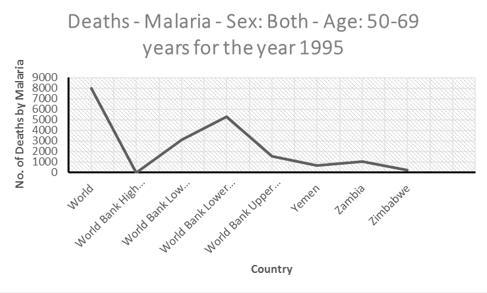 Deaths - Malaria - Sex: Both - Age: 50-69
years for the year 1995
No. of Deaths by Malaria
9000
8000
7000
6000
5000
4000
3000
2000
1000
0
World
World Bank High...
World Bank Low...
World Bank Lower...
World Bank Upper...
Yemen
Zambia
Zimbabwe
Country